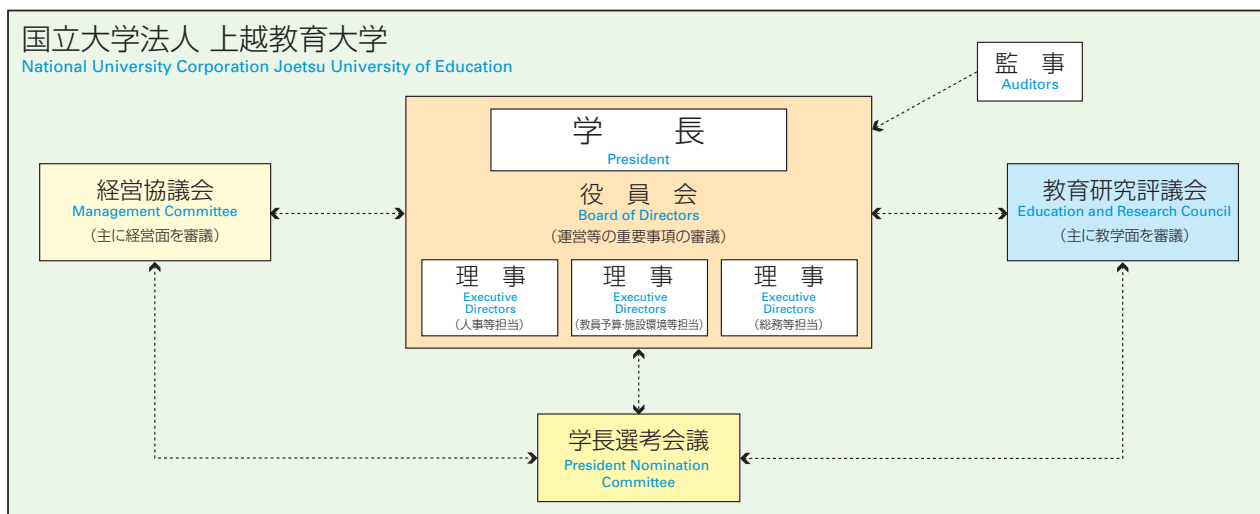 国立大学法人 上越教育大学
National University Corporation Joetsu University of Education
監 事
Auditors
学 長
President
役 員 会
Board of Directors
(運営等の重要事項の審議)
経営協議会
Management Committee
(主に経営面を審議)
教育研究評議会
Education and Research Council
(主に教学面を審議)
理 事
Executive
Directors
(人事等担当)
理 事
Executive
Directors
(教員予算・施設環境等担当)
理 事
Executive
Directors
(総務等担当)
学長選考会議
President Nomination
Committee